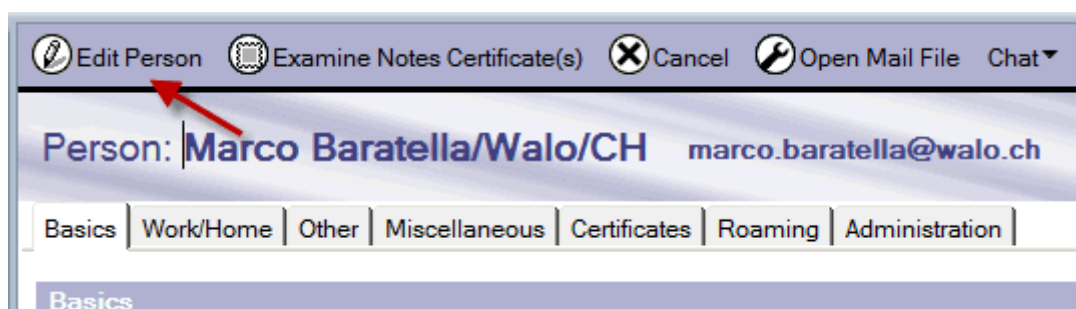 Edit Person Examine Notes Certificate(s) Cancel Open Mail File Chat
Person: Marco Baratella/Walo/CH marco.baratella@walo.ch
Basics Work/Home Other Miscellaneous Certificates Roaming Administration
Basics